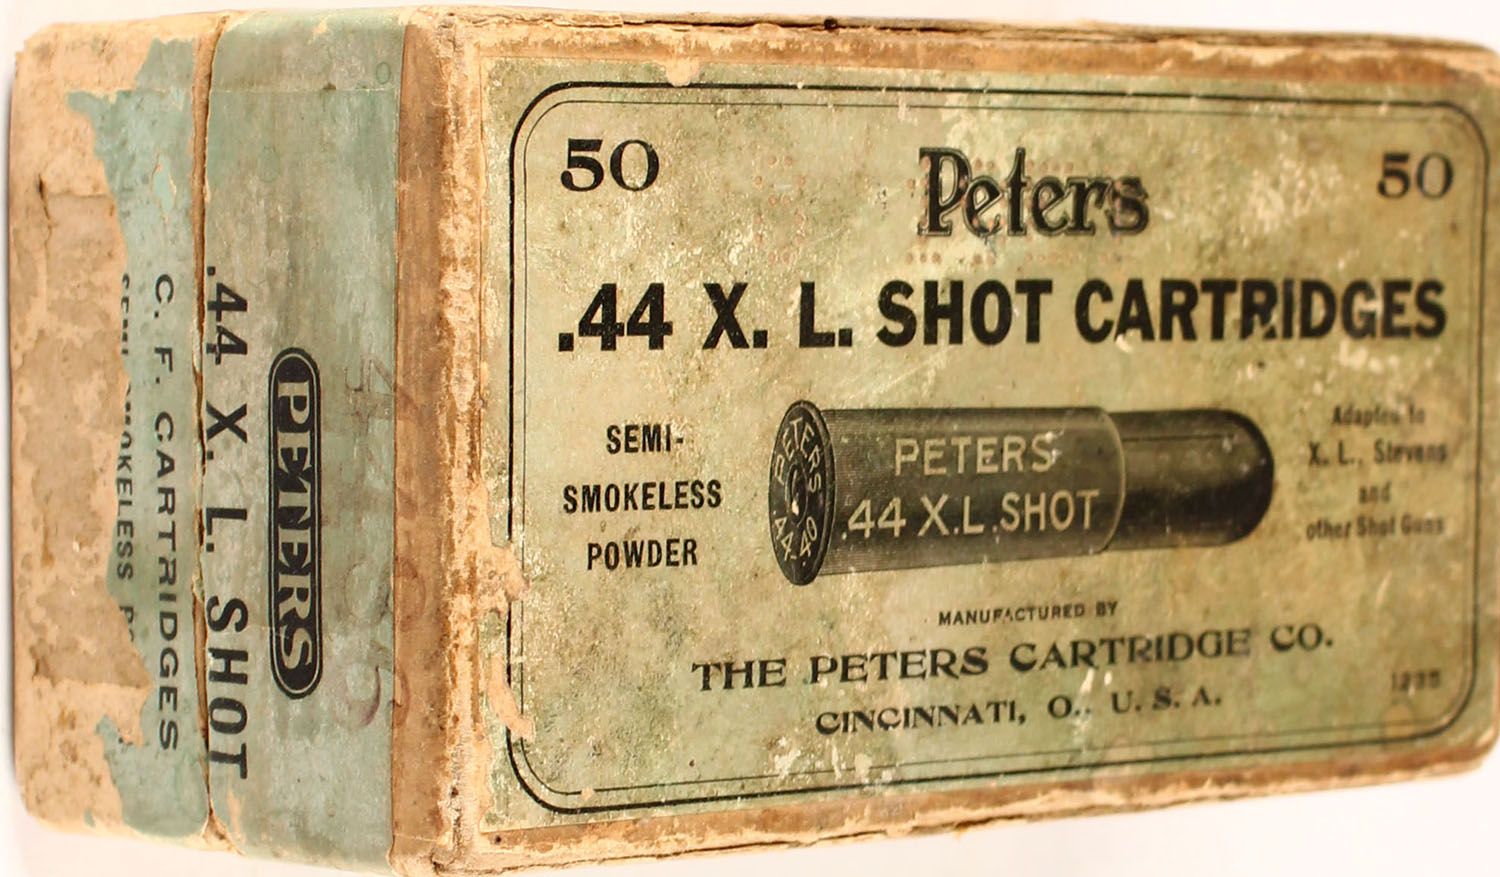 50 Peters 50
.44 X. L. SHOT CARTRIDGES
SEMI-
SMOKELESS
POWDER
PETERS
.44-40
PETERS
.44 X.L. SHOT
Adapted to
X. L., Stevens
and
other Shot Guns
MANUFACTURED BY
THE PETERS CARTRIDGE CO.
CINCINNATI, O., U. S. A.
PETERS
.44 X. L. SHOT
C. F. CARTRIDGES
SEMI-SMOKELESS